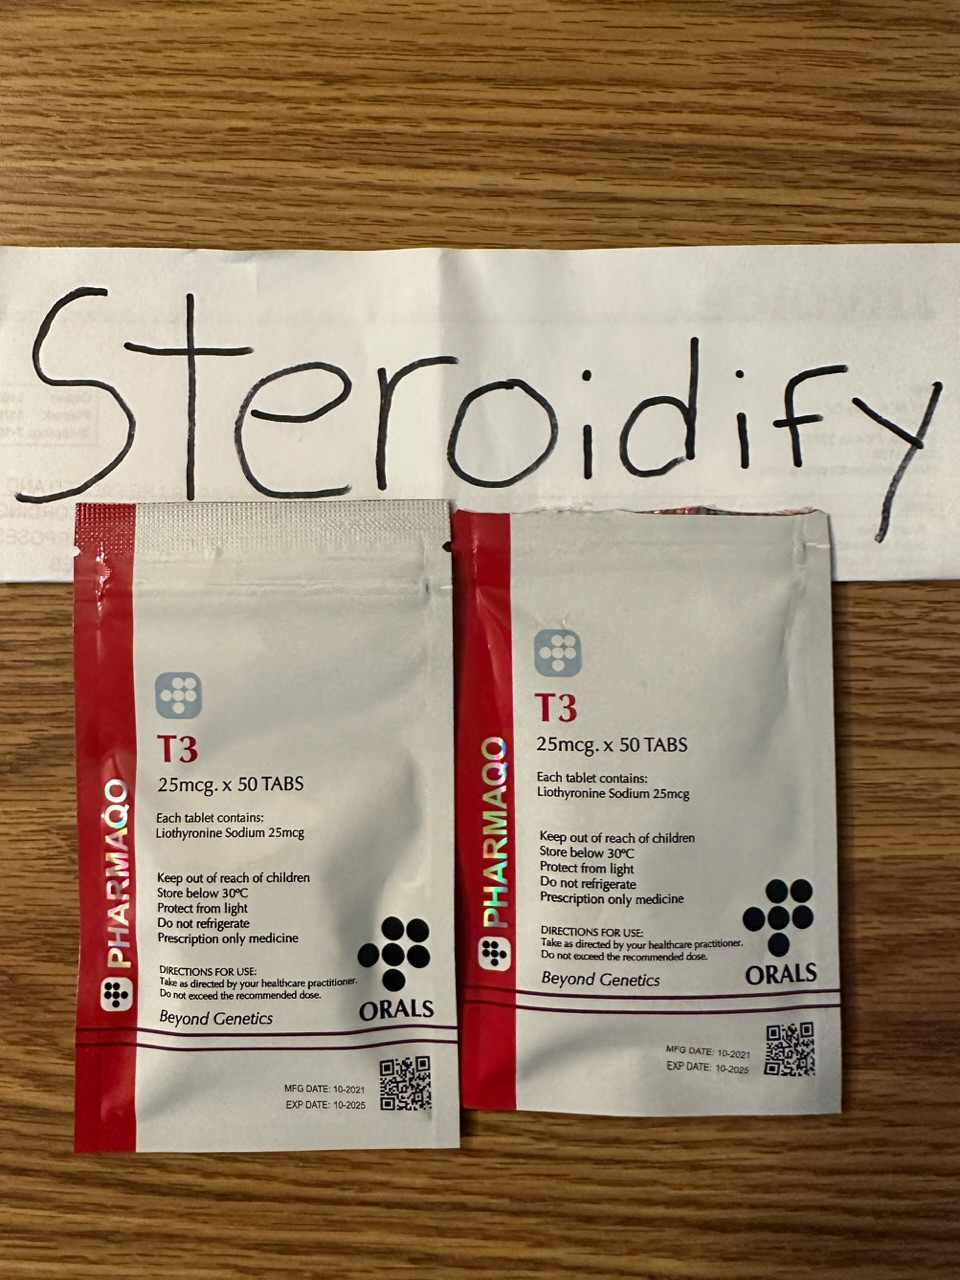 Steroidify
T3
25mcg. x 50 TABS
Each tablet contains:
Liothyronine Sodium 25mcg
Keep out of reach of children
Store below 30ºC
Protect from light
Do not refrigerate
Prescription only medicine
DIRECTIONS FOR USE:
Take as directed by your healthcare practitioner.
Do not exceed the recommended dose.
Beyond Genetics
ORALS
MFG DATE: 10-2021
EXP DATE: 10-2025
PHARMAQO
T3
25mcg. x 50 TABS
Each tablet contains:
Liothyronine Sodium 25mcg
Keep out of reach of children
Store below 30ºC
Protect from light
Do not refrigerate
Prescription only medicine
DIRECTIONS FOR USE:
Take as directed by your healthcare practitioner.
Do not exceed the recommended dose.
Beyond Genetics
ORALS
MFG DATE: 10-2021
EXP DATE: 10-2025
PHARMAQO